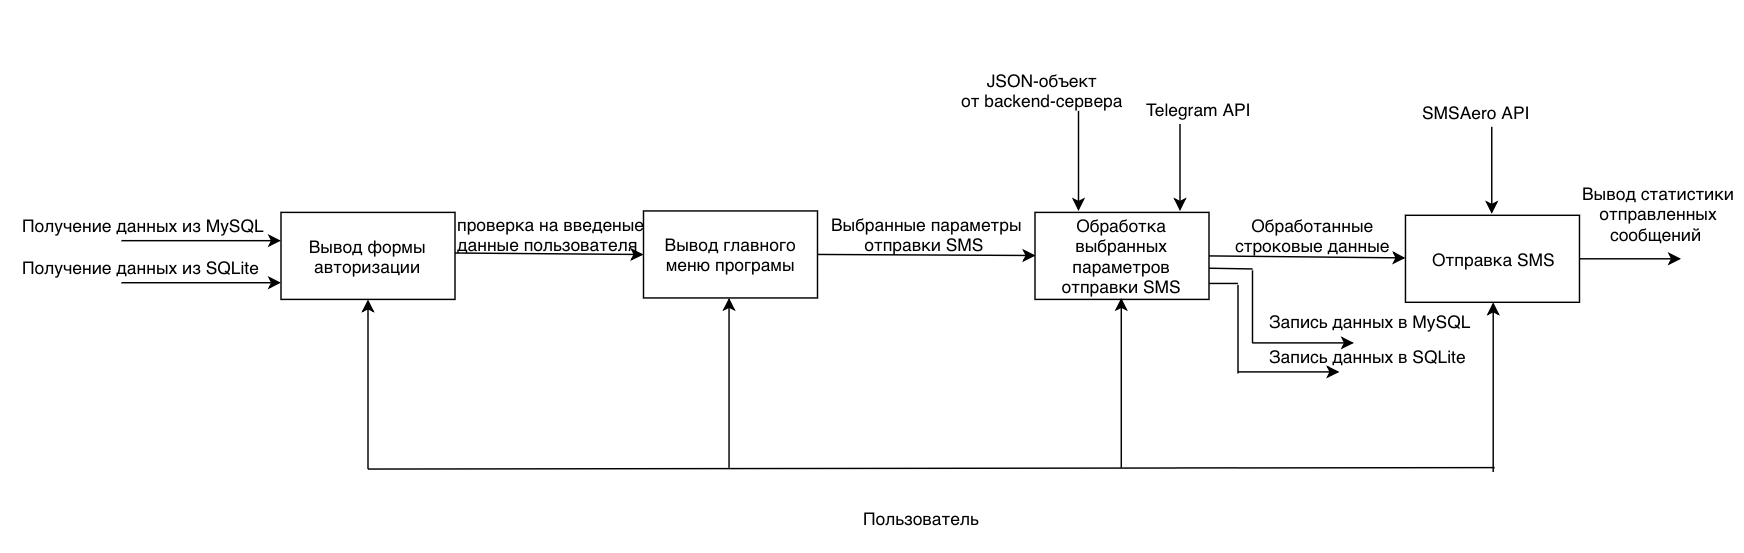 JSON-объект
от backend-сервера
Telegram API
SMSAero API
Получение данных из MySQL
Получение данных из SQLite
Вывод формы
авторизации
проверка на введеные
данные пользователя
Вывод главного
меню програмы
Выбранные параметры
отправки SMS
Обработка
выбранных
параметров
отправки SMS
Обработанные
строковые данные
Запись данных в MySQL
Запись данных в SQLite
Отправка SMS
Вывод статистики
отправленных
сообщений
Пользователь